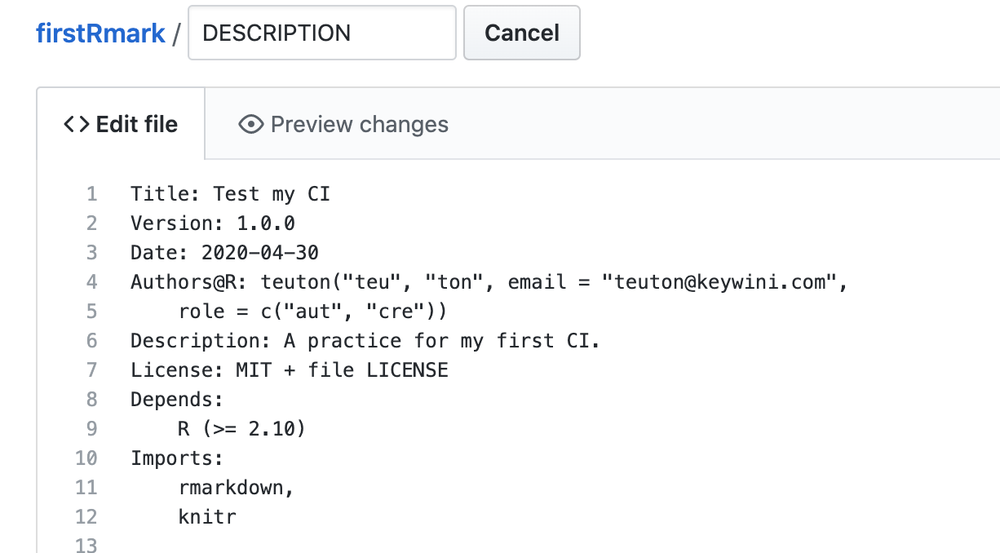 firstRmark / DESCRIPTION Cancel
<> Edit file Preview changes
1 Title: Test my CI
2 Version: 1.0.0
3 Date: 2020-04-30
4 Authors@R: teuton("teu", "ton", email = "teuton@keywini.com",
5     role = c("aut", "cre"))
6 Description: A practice for my first CI.
7 License: MIT + file LICENSE
8 Depends:
9     R (>= 2.10)
10 Imports:
11     rmarkdown,
12     knitr
13